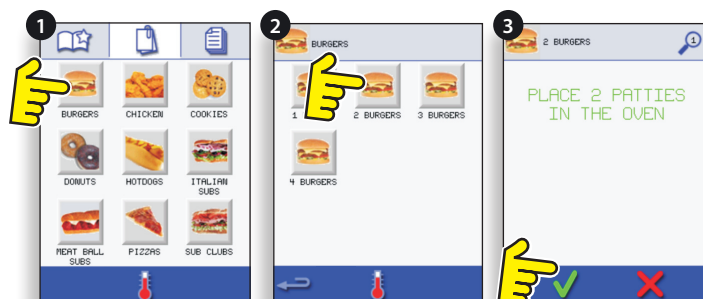 1
BURGERS
CHICKEN
COOKIES
DONUTS
HOTDOGS
ITALIAN
SUBS
MEAT BALL
SUBS
PIZZAS
SUB CLUBS
2
BURGERS
1
2 BURGERS
3 BURGERS
4 BURGERS
3
2 BURGERS
1
PLACE 2 PATTIES
IN THE OVEN